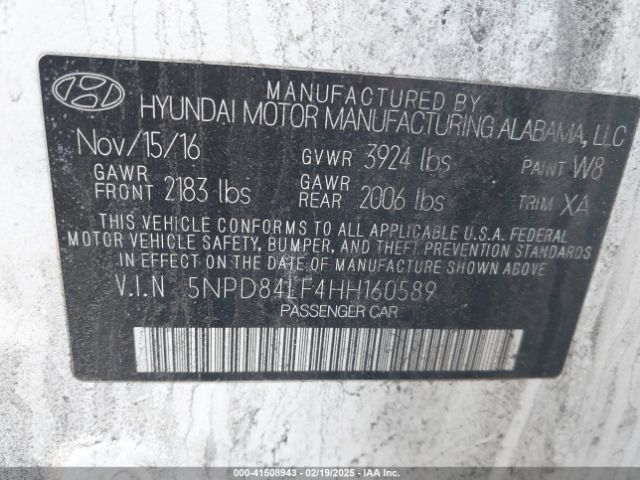 MANUFACTURED BY
HYUNDAI MOTOR MANUFACTURING ALABAMA, LLC
Nov/15/16 GVWR 3924 lbs PAINT W8
GAWR FRONT 2183 lbs GAWR REAR 2006 lbs TRIM XA
THIS VEHICLE CONFORMS TO ALL APPLICABLE U.S.A. FEDERAL
MOTOR VEHICLE SAFETY, BUMPER, AND THEFT PREVENTION STANDARDS
IN EFFECT ON THE DATE OF MANUFACTURE SHOWN ABOVE.
V.I.N 5NPD84LF4HH160589
PASSENGER CAR
000-41508943 / 02/19/2025 - IAA Inc.